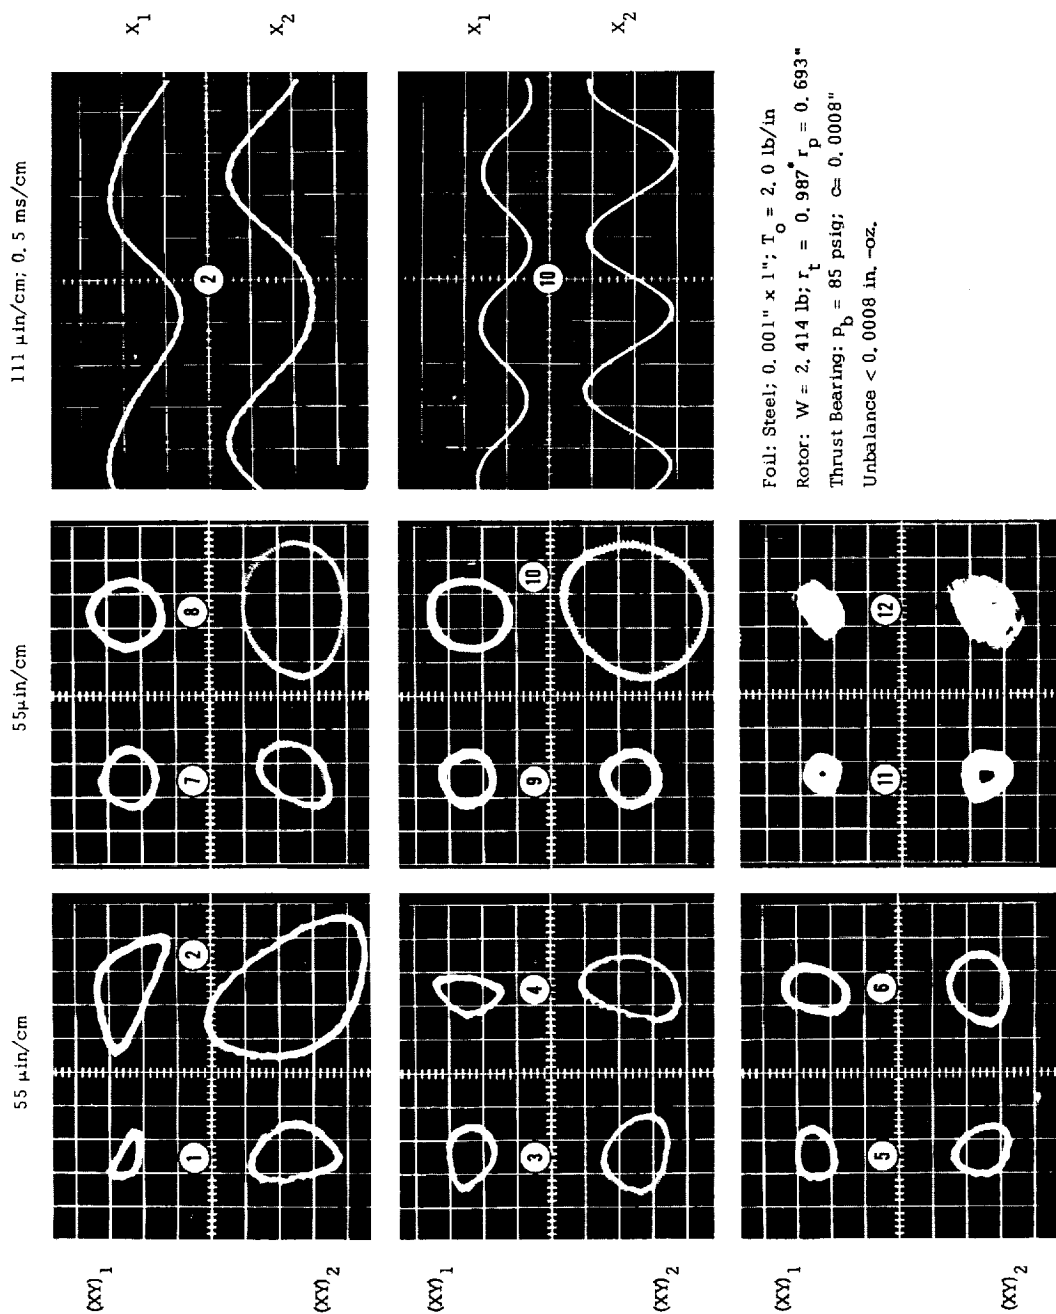 55 μin/cm
55μin/cm
111 μin/cm; 0.5 ms/cm
(XY)1
1
2
7
8
2
X1
(XY)2
X2
(XY)1
3
4
9
10
10
X1
(XY)2
X2
(XY)1
5
6
11
12
(XY)2
Foil: Steel; 0.001" x 1"; To = 2.0 lb/in
Rotor: W = 2.414 lb; rt = 0.987" rp = 0.693"
Thrust Bearing: pb = 85 psig; c= 0.0008"
Unbalance < 0.0008 in. -oz.